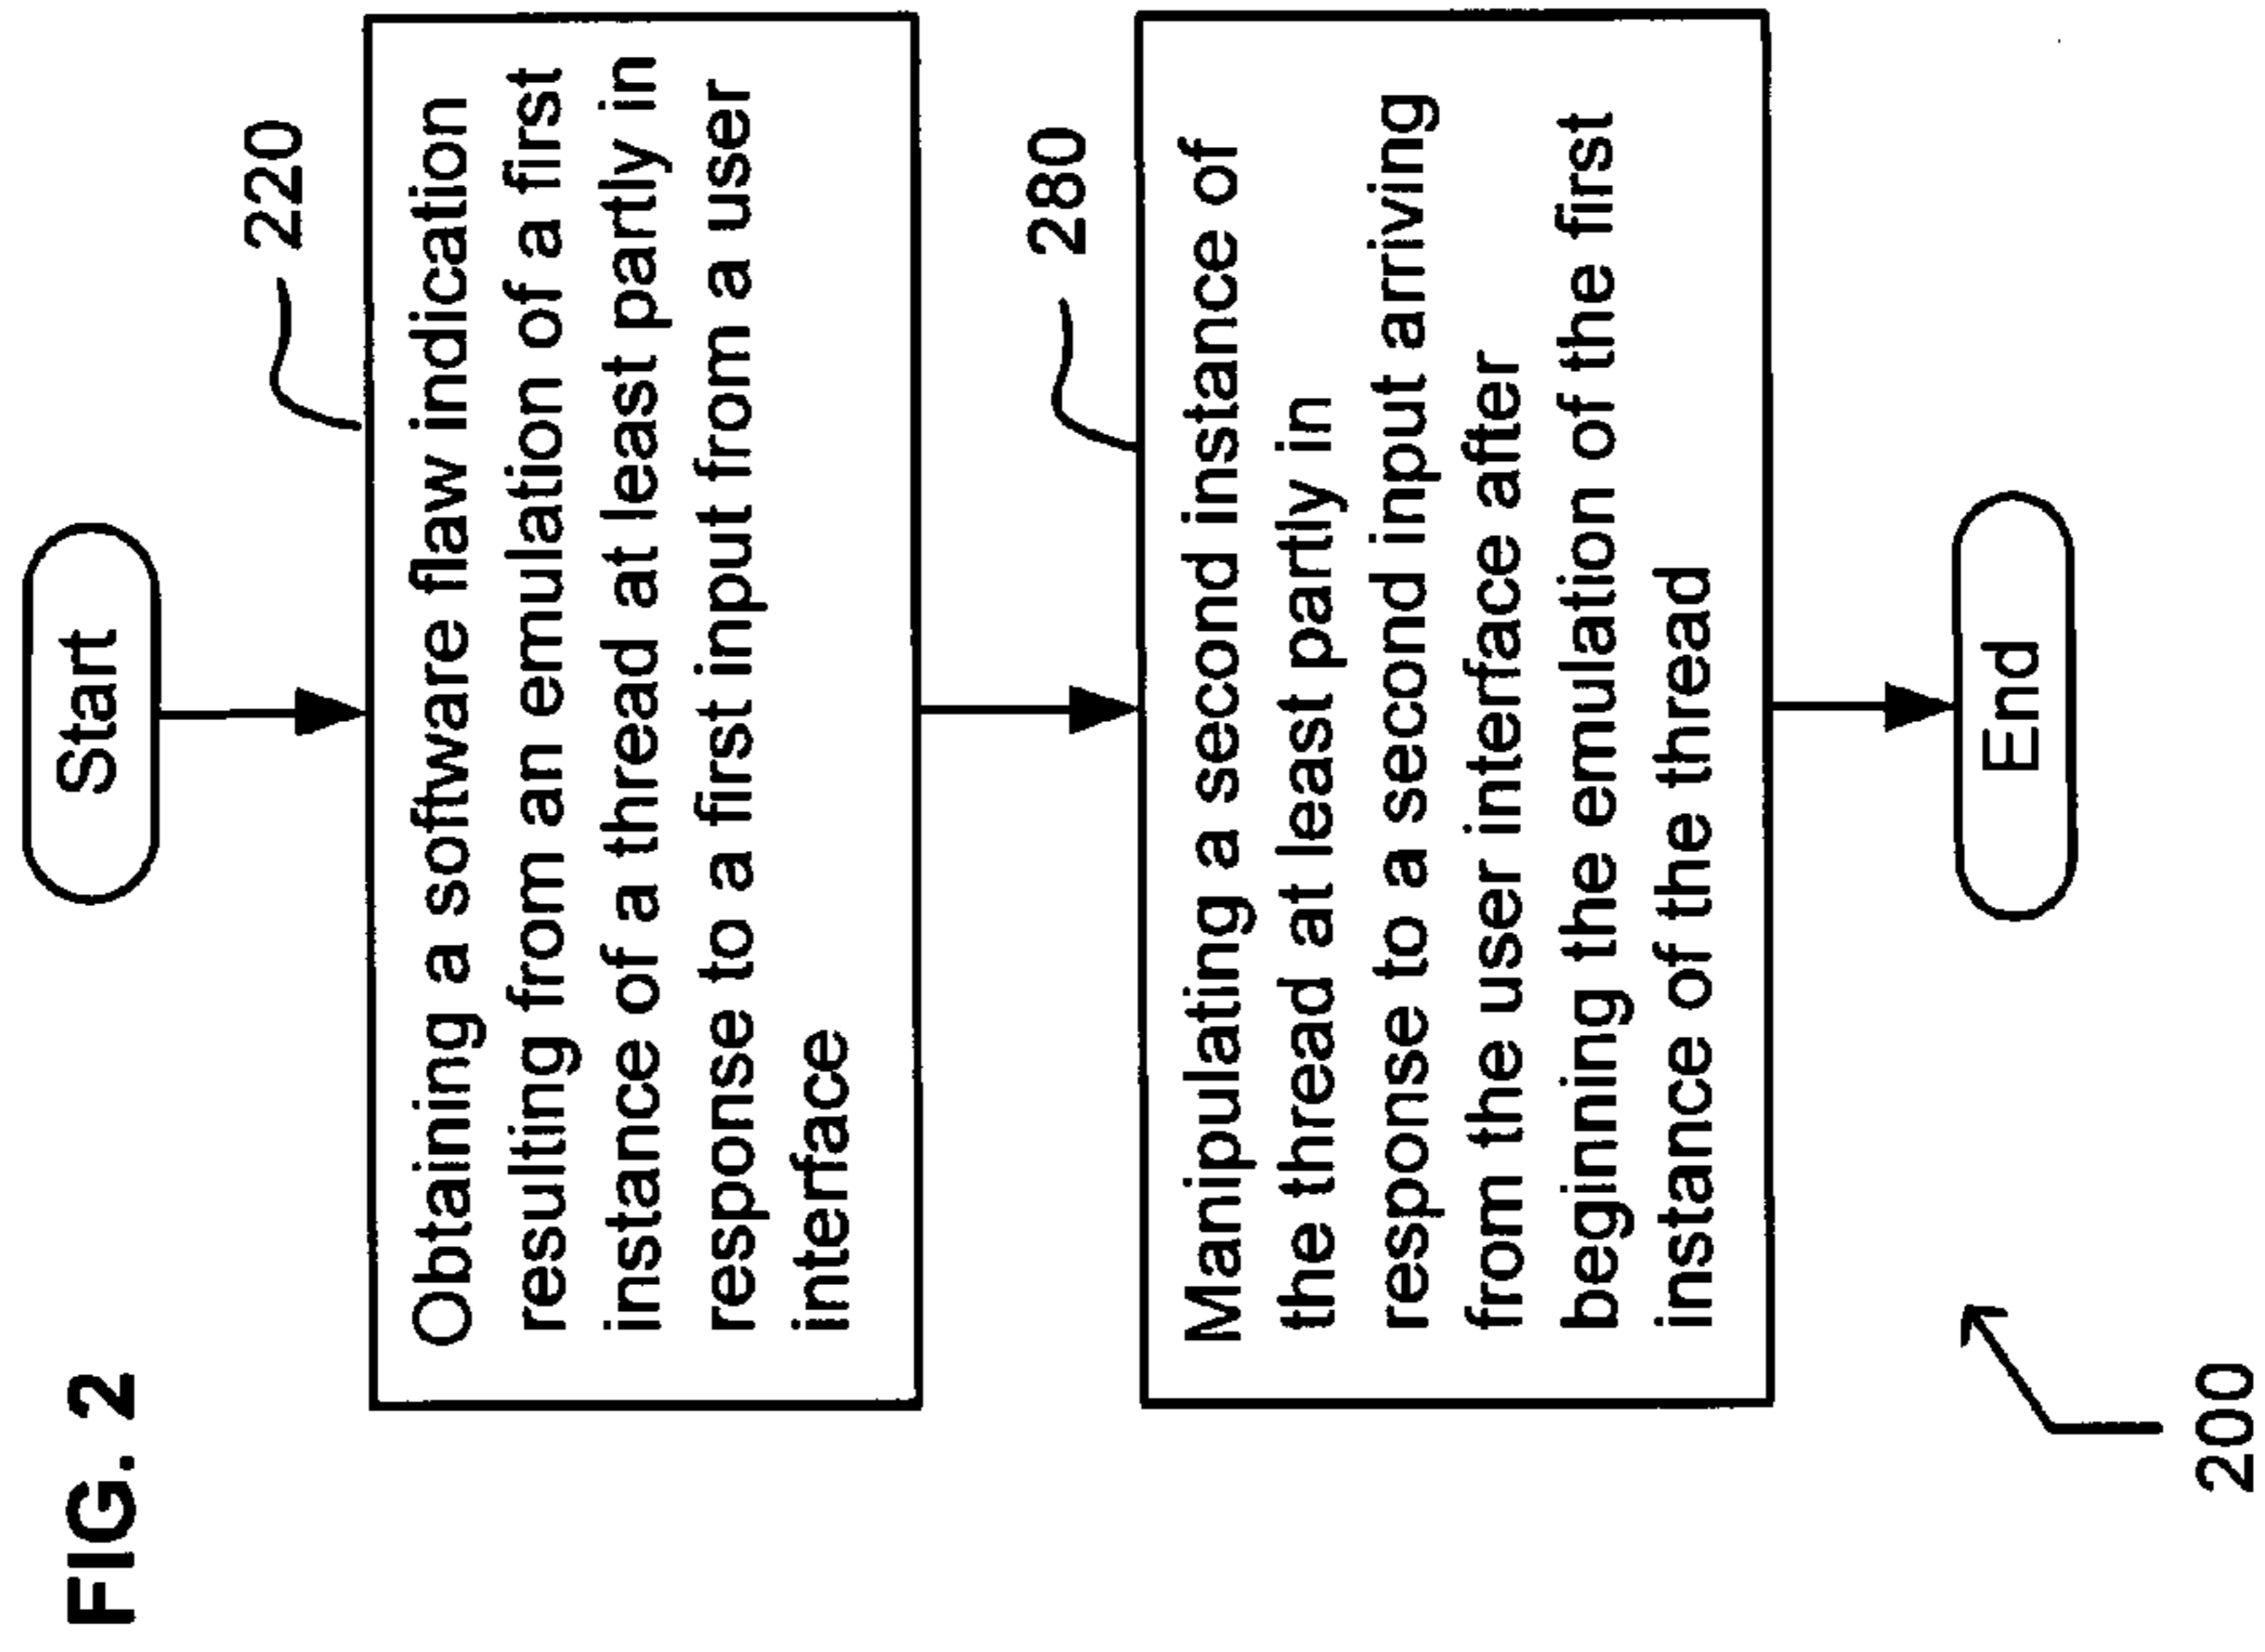 FIG. 2
Start
220
Obtaining a software flaw indication
resulting from an emulation of a first
instance of a thread at least partly in
response to a first input from a user
interface
280
Manipulating a second instance of
the thread at least partly in
response to a second input arriving
from the user interface after
beginning the emulation of the first
instance of the thread
End
200